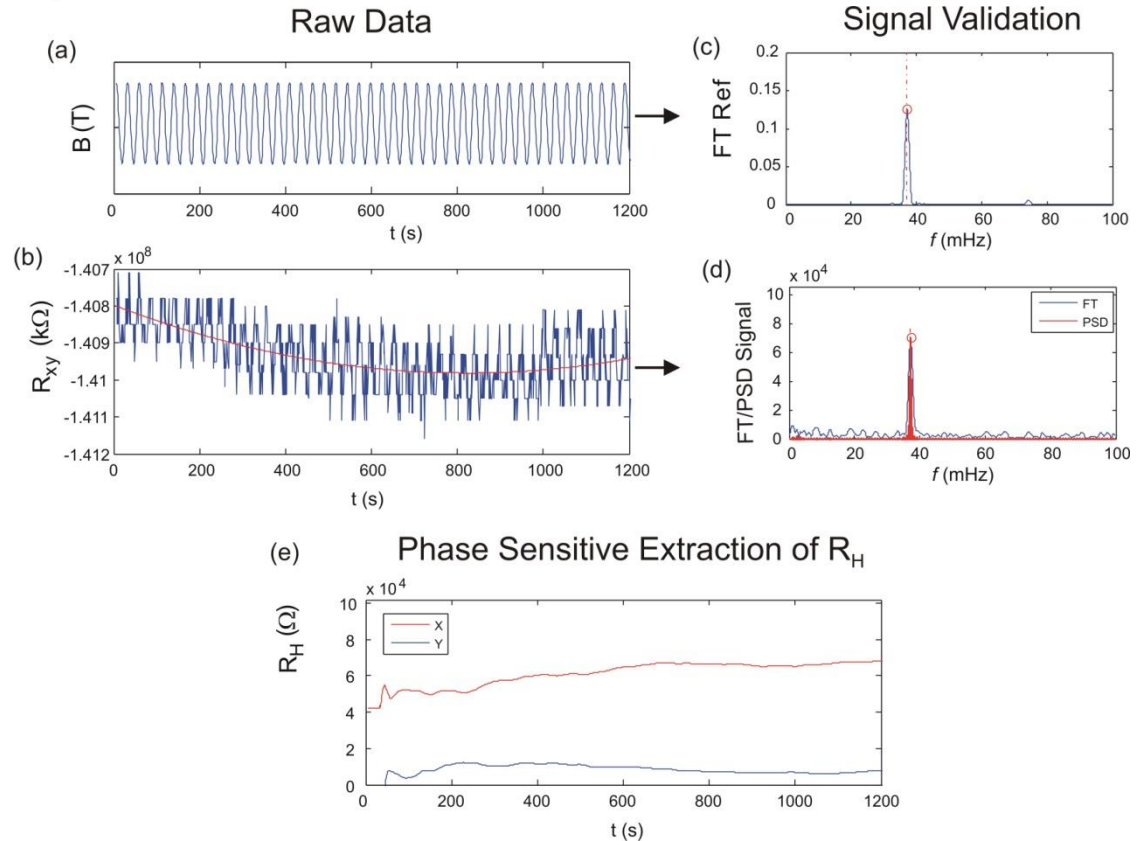 Raw Data
Signal Validation
(a)
B (T)
0 200 400 600 800 1000 1200
t (s)
(c)
FT Ref
0.2
0.15
0.1
0.05
0
0 20 40 60 80 100
f (mHz)
(b)
x 10^8
Rxy (kΩ)
-1.407
-1.408
-1.409
-1.41
-1.411
-1.412
0 200 400 600 800 1000 1200
t (s)
(d)
x 10^4
FT/PSD Signal
10
8
6
4
2
0
FT
PSD
0 20 40 60 80 100
f (mHz)
(e)
Phase Sensitive Extraction of RH
x 10^4
RH (Ω)
10
8
6
4
2
0
X
Y
0 200 400 600 800 1000 1200
t (s)